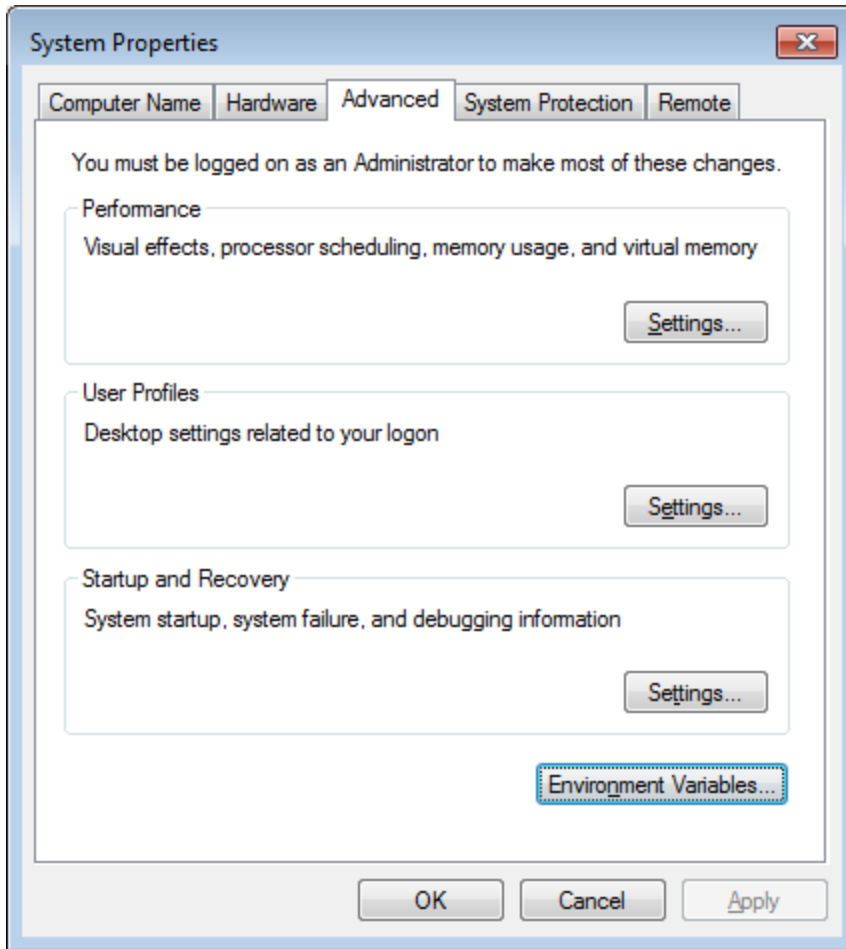 System Properties
Computer Name Hardware Advanced System Protection Remote
You must be logged on as an Administrator to make most of these changes.
Performance
Visual effects, processor scheduling, memory usage, and virtual memory
Settings...
User Profiles
Desktop settings related to your logon
Settings...
Startup and Recovery
System startup, system failure, and debugging information
Settings...
Environment Variables...
OK Cancel Apply